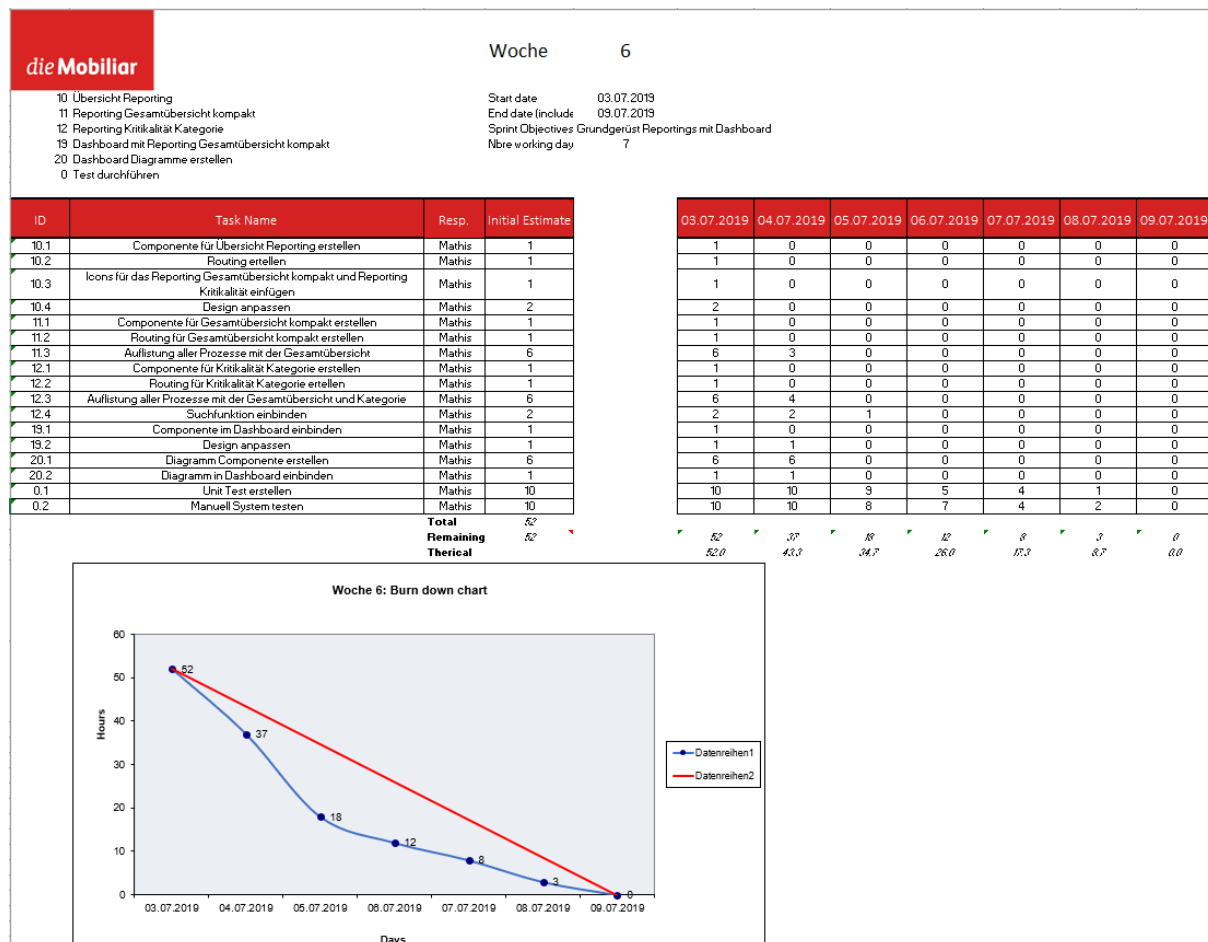 die Mobiliar
Woche 6
10 Übersicht Reporting
11 Reporting Gesamtübersicht kompakt
12 Reporting Kritikalität Kategorie
19 Dashboard mit Reporting Gesamtübersicht kompakt
20 Dashboard Diagramme erstellen
0 Test durchführen
Start date 03.07.2019
End date (include 09.07.2019
Sprint Objectives Grundgerüst Reportings mit Dashboard
Nbre working day 7
ID Task Name Resp. Initial Estimate 03.07.2019 04.07.2019 05.07.2019 06.07.2019 07.07.2019 08.07.2019 09.07.2019
10.1 Componente für Übersicht Reporting erstellen Mathis 1 1 0 0 0 0 0 0
10.2 Routing ertellen Mathis 1 1 0 0 0 0 0 0
10.3 Icons für das Reporting Gesamtübersicht kompakt und Reporting
Kritikalität einfügen Mathis 1 1 0 0 0 0 0 0
10.4 Design anpassen Mathis 2 2 0 0 0 0 0 0
11.1 Componente für Gesamtübersicht kompakt erstellen Mathis 1 1 0 0 0 0 0 0
11.2 Routing für Gesamtübersicht kompakt erstellen Mathis 1 1 0 0 0 0 0 0
11.3 Auflistung aller Prozesse mit der Gesamtübersicht Mathis 6 6 3 0 0 0 0 0
12.1 Componente für Kritikalität Kategorie erstellen Mathis 1 1 0 0 0 0 0 0
12.2 Routing für Kritikalität Kategorie ertellen Mathis 1 1 0 0 0 0 0 0
12.3 Auflistung aller Prozesse mit der Gesamtübersicht und Kategorie Mathis 6 6 4 0 0 0 0 0
12.4 Suchfunktion einbinden Mathis 2 2 2 1 0 0 0 0
19.1 Componente im Dashboard einbinden Mathis 1 1 0 0 0 0 0 0
19.2 Design anpassen Mathis 1 1 1 0 0 0 0 0
20.1 Diagramm Componente erstellen Mathis 6 6 6 0 0 0 0 0
20.2 Diagramm in Dashboard einbinden Mathis 1 1 1 0 0 0 0 0
0.1 Unit Test erstellen Mathis 10 10 10 9 5 4 1 0
0.2 Manuell System testen Mathis 10 10 10 8 7 4 2 0
Total 52
Remaining 52 52 37 18 12 8 3 0
Therical 52.0 43.3 34.7 26.0 17.3 8.7 0.0
Woche 6: Burn down chart
60
50
40
30
20
10
0
Hours
52
37
18
12
8
3
0
Datenreihen1
Datenreihen2
03.07.2019 04.07.2019 05.07.2019 06.07.2019 07.07.2019 08.07.2019 09.07.2019
Days